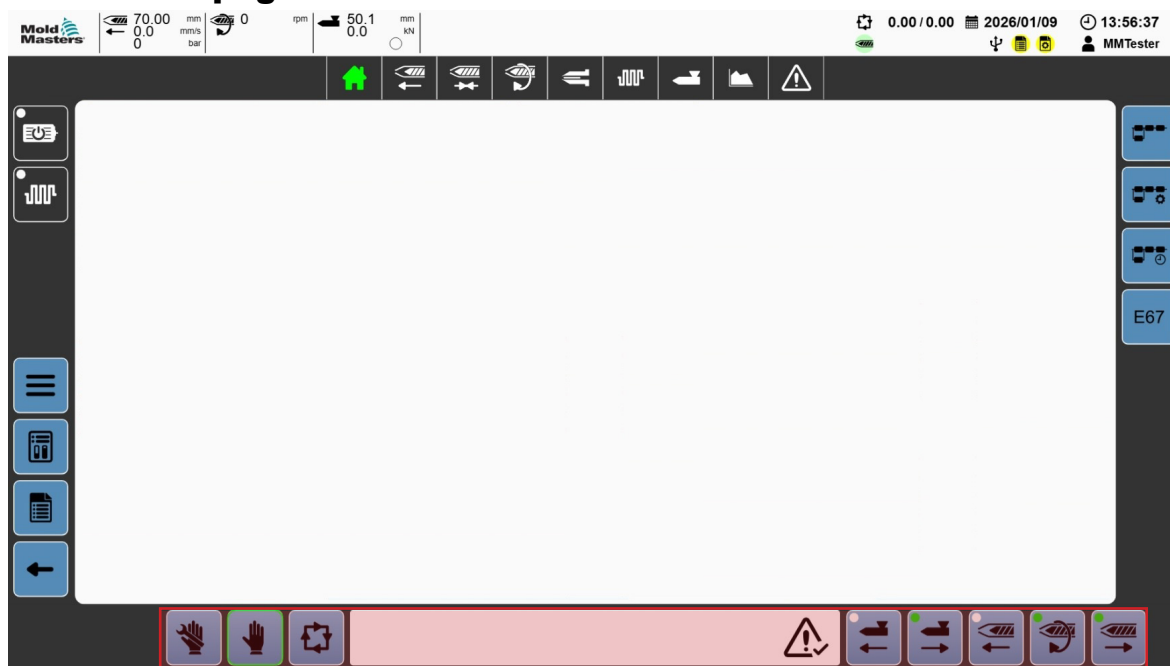 Mold
Masters
70.00 mm
0.0 mm/s
0 bar
0 rpm
50.1 mm
0.0 kN
0.00 / 0.00
2026/01/09
13:56:37
MMTester
E67